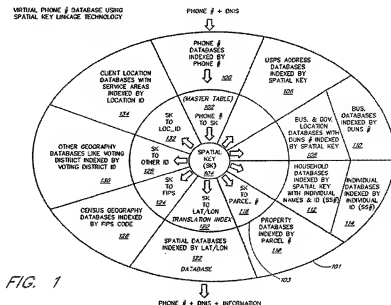 VIRTUAL PHONE # DATABASE USING
SPATIAL KEY LINKAGE TECHNOLOGY
PHONE # + DNIS
PHONE #
DATABASES
INDEXED BY
PHONE #
100
USPS ADDRESS
DATABASES
INDEXED BY
SPATIAL KEY
106
CLIENT LOCATION
DATABASES WITH
SERVICE AREAS
INDEXED BY
LOCATION ID
134
(MASTER TABLE)
102
PHONE #
TO SK
BUS.
DATABASES
INDEXED BY
DUNS #
110
BUS. & GOV.
LOCATION
DATABASES WITH
DUNS # INDEXED
BY SPATIAL KEY
108
SK
TO
LOC_ID
132
OTHER GEOGRAPHY
DATABASES LIKE VOTING
DISTRICT INDEXED BY
VOTING DISTRICT ID
130
SK
TO
OTHER ID
SPATIAL
KEY
(SK)
104
HOUSEHOLD
DATABASES
INDEXED BY
SPATIAL KEY
WITH INDIVIDUAL
NAMES & ID (SS#)
112
INDIVIDUAL
DATABASES
INDEXED BY
INDIVIDUAL
ID (SS#)
114
SK
TO
FIPS
124
SK
TO
PARCEL #
118
SK
TO
LAT/LON
TRANSLATION INDEX
120
CENSUS GEOGRAPHY
DATABASES INDEXED
BY FIPS CODE
PROPERTY
DATABASES
INDEXED BY
PARCEL #
SPATIAL DATABASES
INDEXED BY LAT/LON
122
DATABASE
103
101
FIG. 1
PHONE # + DNIS + INFORMATION